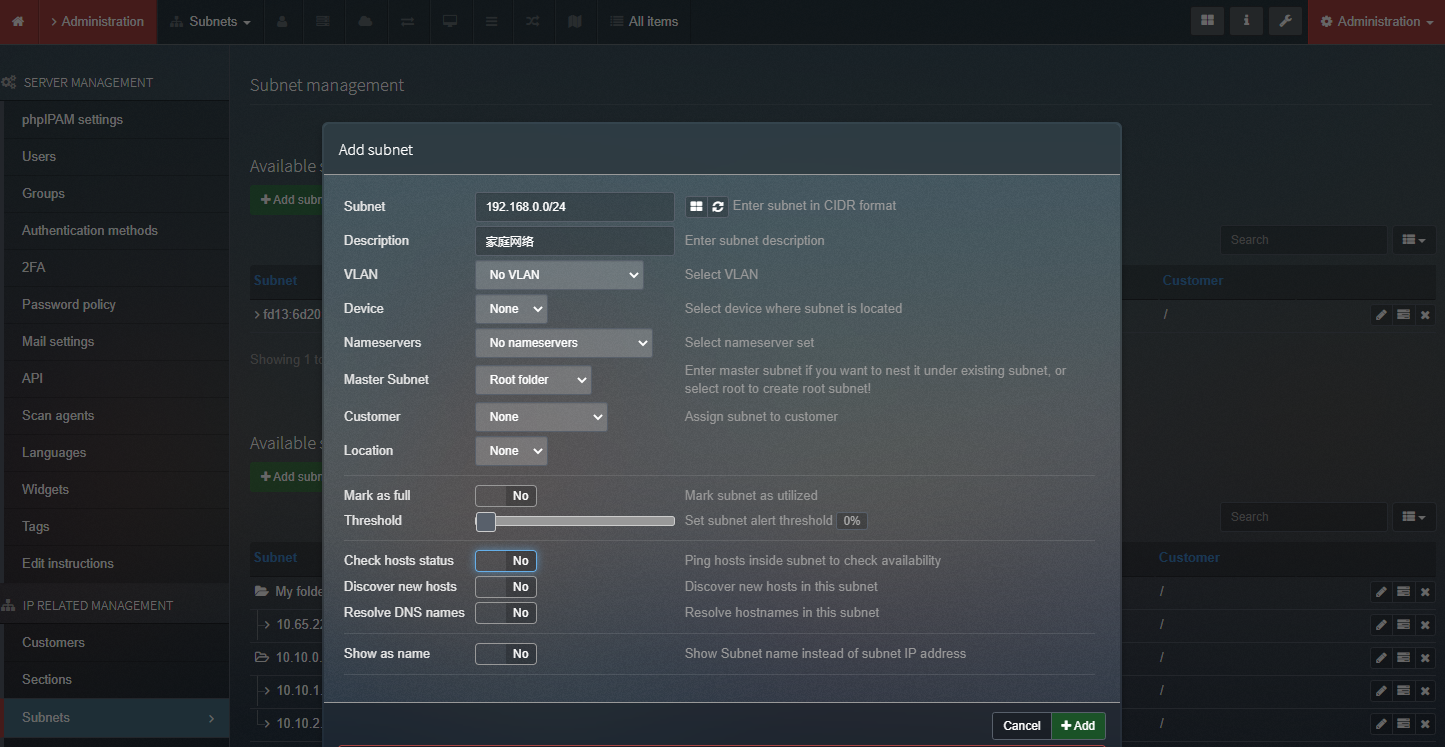 Administration
Subnets
All items
Administration
SERVER MANAGEMENT
phpIPAM settings
Users
Groups
Authentication methods
2FA
Password policy
Mail settings
API
Scan agents
Languages
Widgets
Tags
Edit instructions
IP RELATED MANAGEMENT
Customers
Sections
Subnets
Subnet management
Available
Add subn
Search
Subnet
Customer
fd13:6d20
/
Showing 1 to
Available
Add subn
Search
Subnet
Customer
My folde
/
10.65.22
/
10.10.0.
/
10.10.1.
/
10.10.2.
/
Add subnet
Subnet 192.168.0.0/24 Enter subnet in CIDR format
Description 家庭网络 Enter subnet description
VLAN No VLAN Select VLAN
Device None Select device where subnet is located
Nameservers No nameservers Select nameserver set
Master Subnet Root folder Enter master subnet if you want to nest it under existing subnet, or
select root to create root subnet!
Customer None Assign subnet to customer
Location None
Mark as full No Mark subnet as utilized
Threshold Set subnet alert threshold 0%
Check hosts status No Ping hosts inside subnet to check availability
Discover new hosts No Discover new hosts in this subnet
Resolve DNS names No Resolve hostnames in this subnet
Show as name No Show Subnet name instead of subnet IP address
Cancel Add